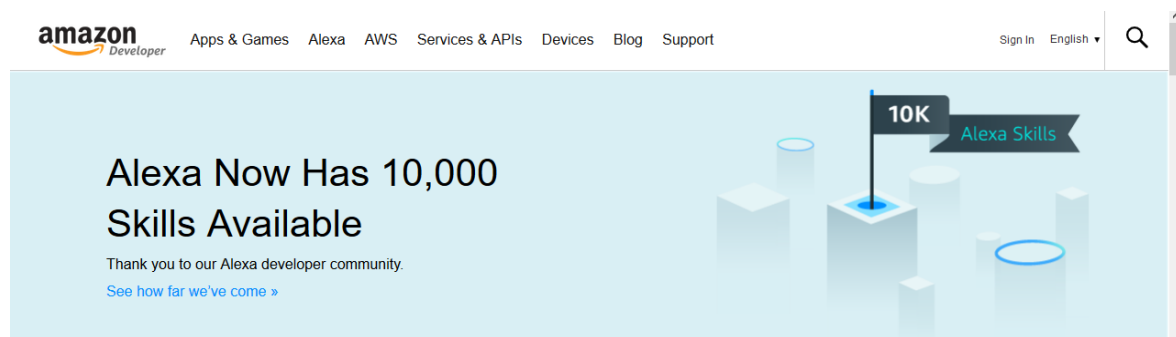 amazon
Developer
Apps & Games Alexa AWS Services & APIs Devices Blog Support
Sign In English ▾
10K
Alexa Skills
Alexa Now Has 10,000
Skills Available
Thank you to our Alexa developer community.
See how far we've come »